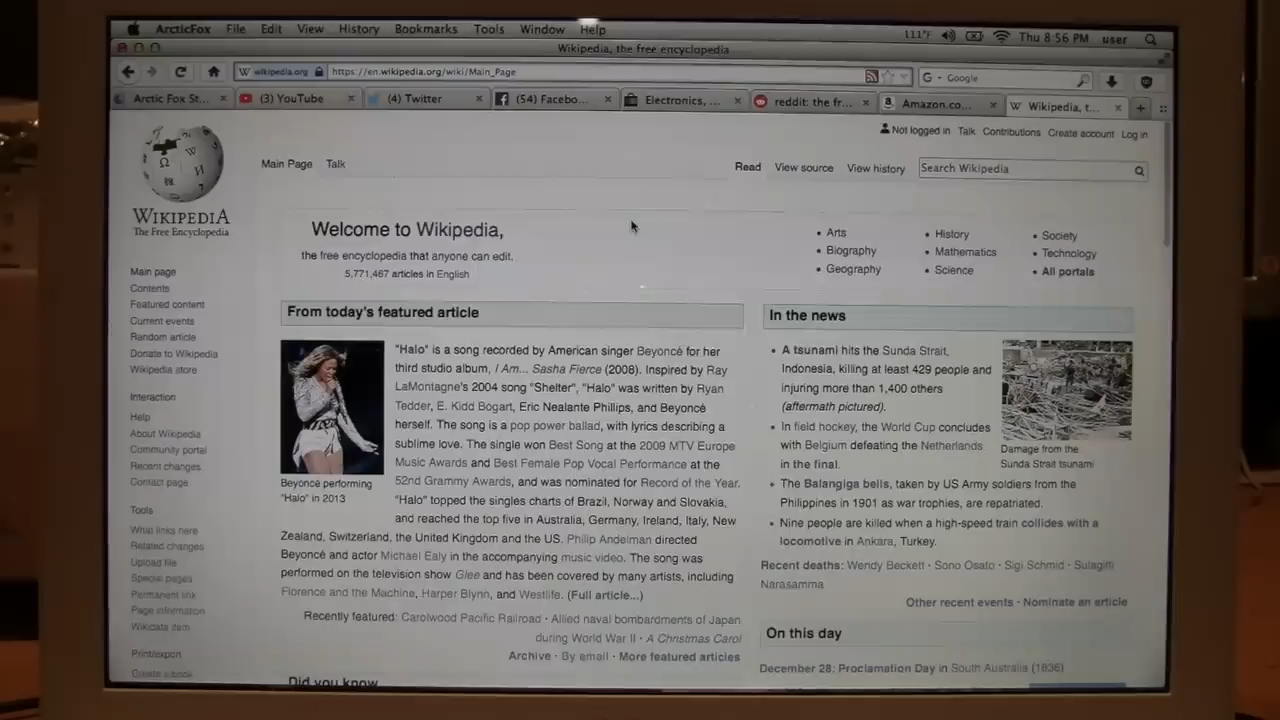 ArcticFox File Edit View History Bookmarks Tools Window Help 111°F Thu 8:56 PM user
Wikipedia, the free encyclopedia
W wikipedia.org https://en.wikipedia.org/wiki/Main_Page G Google
Arctic Fox St... × (3) YouTube × (4) Twitter × (54) Facebo... × Electronics, ... × reddit: the fr... × Amazon.co... × W Wikipedia, t... × +
Not logged in Talk Contributions Create account Log in
Main Page Talk Read View source View history Search Wikipedia
WIKIPEDIA
The Free Encyclopedia
Main page
Contents
Featured content
Current events
Random article
Donate to Wikipedia
Wikipedia store
Interaction
Help
About Wikipedia
Community portal
Recent changes
Contact page
Tools
What links here
Related changes
Upload file
Special pages
Permanent link
Page information
Wikidata item
Print/export
Create a book
Welcome to Wikipedia,
the free encyclopedia that anyone can edit.
5,771,467 articles in English
• Arts
• Biography
• Geography
• History
• Mathematics
• Science
• Society
• Technology
• All portals
From today's featured article
"Halo" is a song recorded by American singer Beyoncé for her
third studio album, I Am... Sasha Fierce (2008). Inspired by Ray
LaMontagne's 2004 song "Shelter", "Halo" was written by Ryan
Tedder, E. Kidd Bogart, Eric Nealante Phillips, and Beyoncé
herself. The song is a pop power ballad, with lyrics describing a
sublime love. The single won Best Song at the 2009 MTV Europe
Music Awards and Best Female Pop Vocal Performance at the
52nd Grammy Awards, and was nominated for Record of the Year.
"Halo" topped the singles charts of Brazil, Norway and Slovakia,
and reached the top five in Australia, Germany, Ireland, Italy, New
Zealand, Switzerland, the United Kingdom and the US. Philip Andelman directed
Beyoncé and actor Michael Ealy in the accompanying music video. The song was
performed on the television show Glee and has been covered by many artists, including
Florence and the Machine, Harper Blynn, and Westlife. (Full article...)
Beyoncé performing
"Halo" in 2013
Recently featured: Carolwood Pacific Railroad · Allied naval bombardments of Japan
during World War II · A Christmas Carol
Archive · By email · More featured articles
Did you know
In the news
• A tsunami hits the Sunda Strait,
Indonesia, killing at least 429 people and
injuring more than 1,400 others
(aftermath pictured).
• In field hockey, the World Cup concludes
with Belgium defeating the Netherlands
in the final.
• The Balangiga bells, taken by US Army soldiers from the
Philippines in 1901 as war trophies, are repatriated.
• Nine people are killed when a high-speed train collides with a
locomotive in Ankara, Turkey.
Damage from the
Sunda Strait tsunami
Recent deaths: Wendy Beckett · Sono Osato · Sigi Schmid · Sulagitti
Narasamma
Other recent events · Nominate an article
On this day
December 28: Proclamation Day in South Australia (1836)